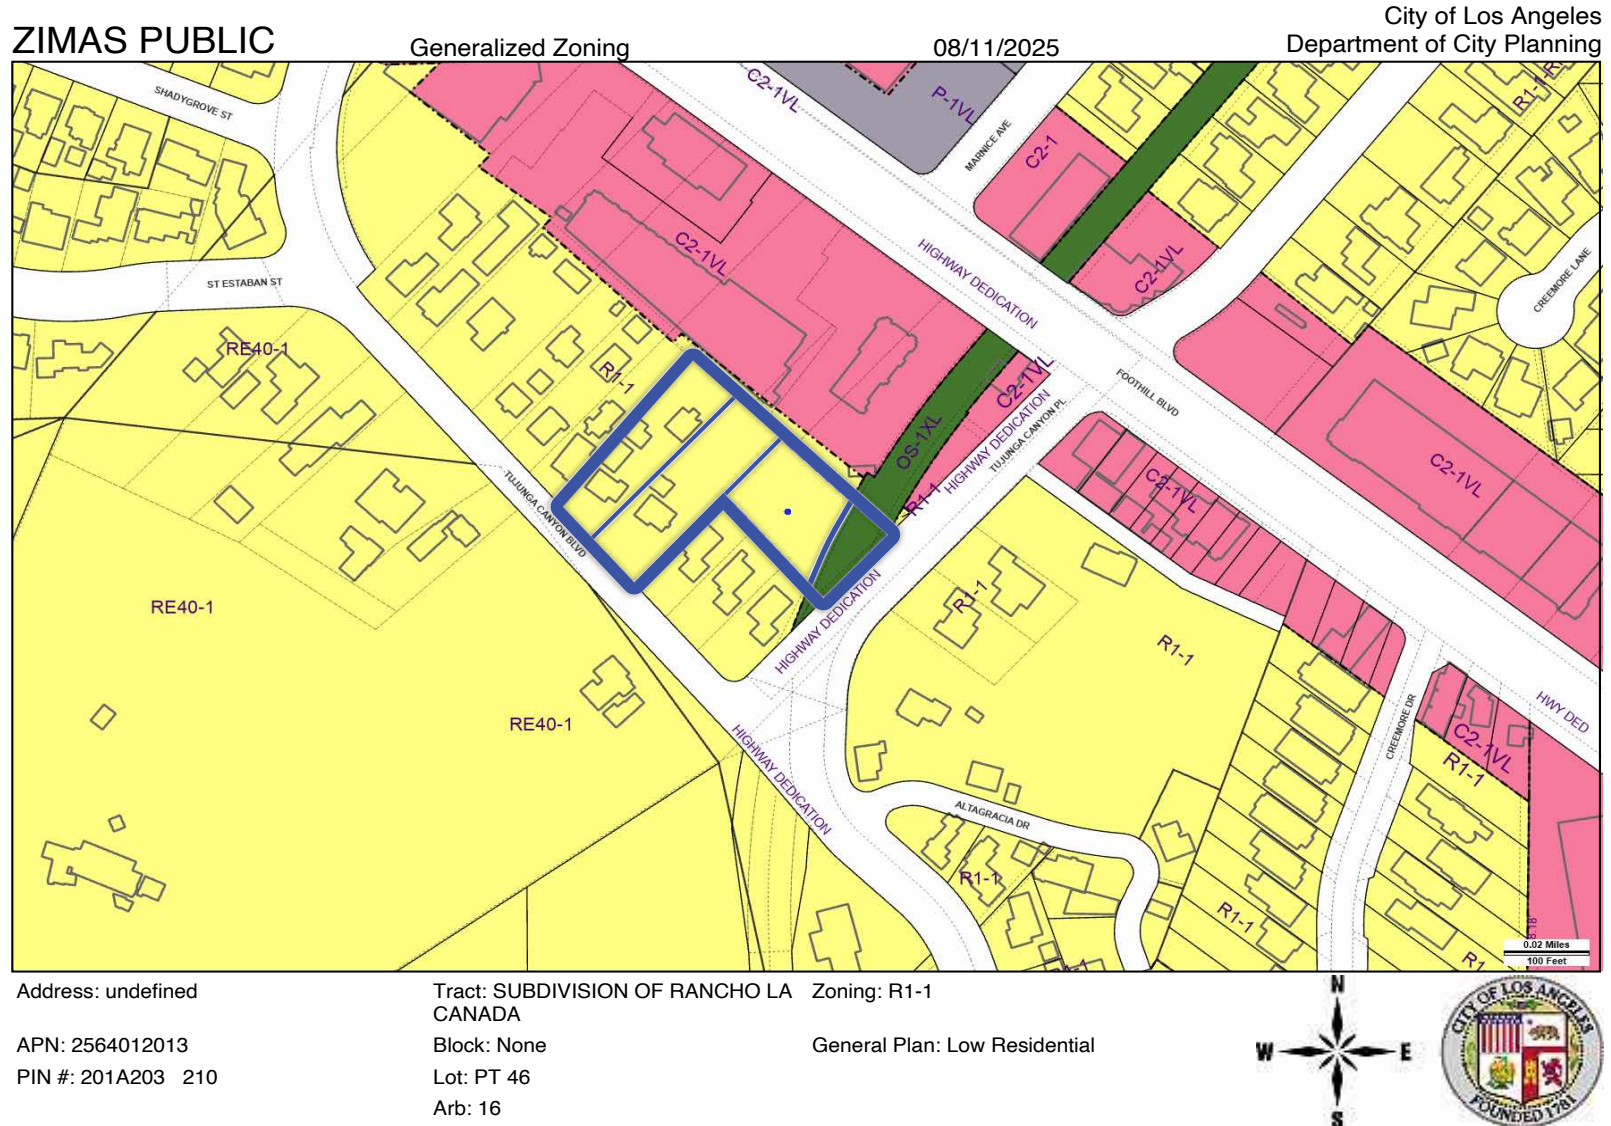 ZIMAS PUBLIC
Generalized Zoning
08/11/2025
City of Los Angeles
Department of City Planning
SHADYGROVE ST
C2-1VL
P-1VL
MARNICE AVE
C2-1
R1-1-R
ST ESTABAN ST
C2-1VL
HIGHWAY DEDICATION
C2-1VL
CREEMORE LANE
RE40-1
R1-1
C2-1VL
FOOTHILL BLVD
OS-1XL
HIGHWAY DEDICATION
TUJUNGA CANYON PL
R1-1
C2-1VL
C2-1VL
TUJUNGA CANYON BLVD
RE40-1
HIGHWAY DEDICATION
R1-1
R1-1
RE40-1
HIGHWAY DEDICATION
HWY DED
CREEMORE DR
C2-1VL
R1-1
ALTAGRACIA DR
R1-1
R1-1
R1
0.02 Miles
100 Feet
Address: undefined
APN: 2564012013
PIN #: 201A203 210
Tract: SUBDIVISION OF RANCHO LA
CANADA
Block: None
Lot: PT 46
Arb: 16
Zoning: R1-1
General Plan: Low Residential
N
W
E
S
CITY OF LOS ANGELES
FOUNDED 1781